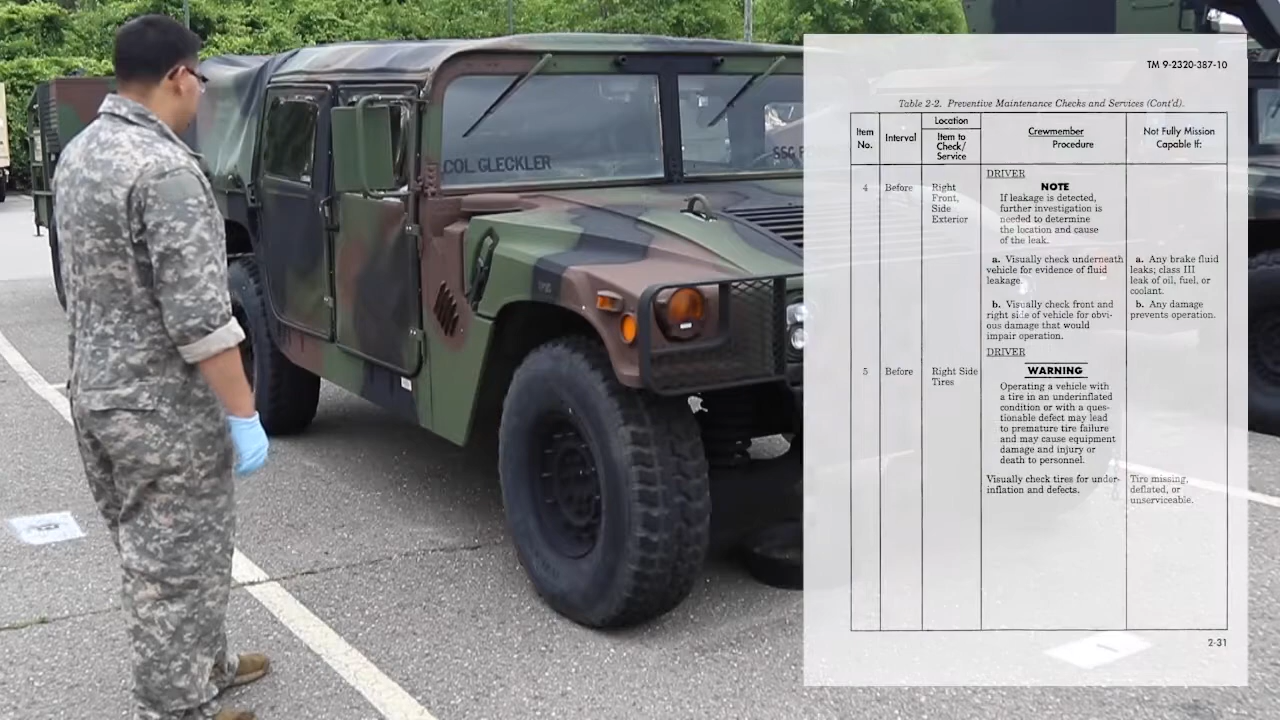 COL GLECKLER
SSG
TM 9-2320-387-10
Table 2-2. Preventive Maintenance Checks and Services (Cont'd).
Item No.
Interval
Location
Item to Check/ Service
Crewmember Procedure
Not Fully Mission Capable If:
DRIVER
4
Before
Right
Front,
Side
Exterior
NOTE
If leakage is detected,
further investigation is
needed to determine
the location and cause
of the leak.
a. Visually check underneath
vehicle for evidence of fluid
leakage.
a. Any brake fluid
leaks; class III
leak of oil, fuel, or
coolant.
b. Visually check front and
right side of vehicle for obvi-
ous damage that would
impair operation.
b. Any damage
prevents operation.
DRIVER
5
Before
Right Side
Tires
WARNING
Operating a vehicle with
a tire in an underinflated
condition or with a ques-
tionable defect may lead
to premature tire failure
and may cause equipment
damage and injury or
death to personnel.
Visually check tires for under-
inflation and defects.
Tire missing,
deflated, or
unserviceable.
2-31